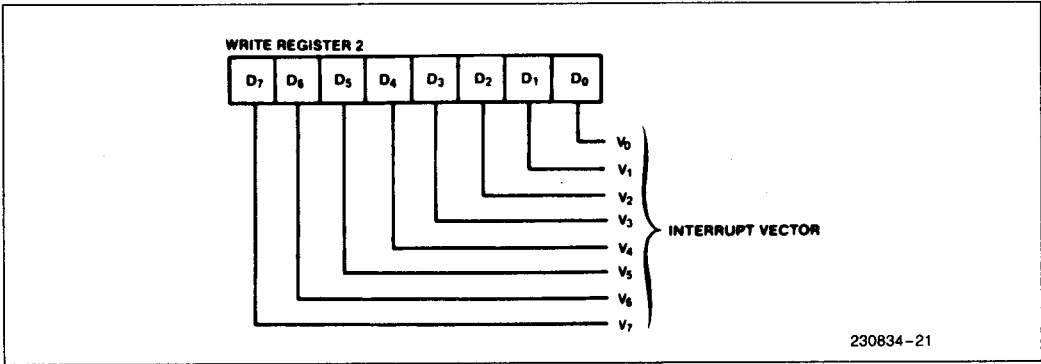 WRITE REGISTER 2
D7 D6 D5 D4 D3 D2 D1 D0
V0
V1
V2
V3
INTERRUPT VECTOR
V4
V5
V6
V7
230834-21